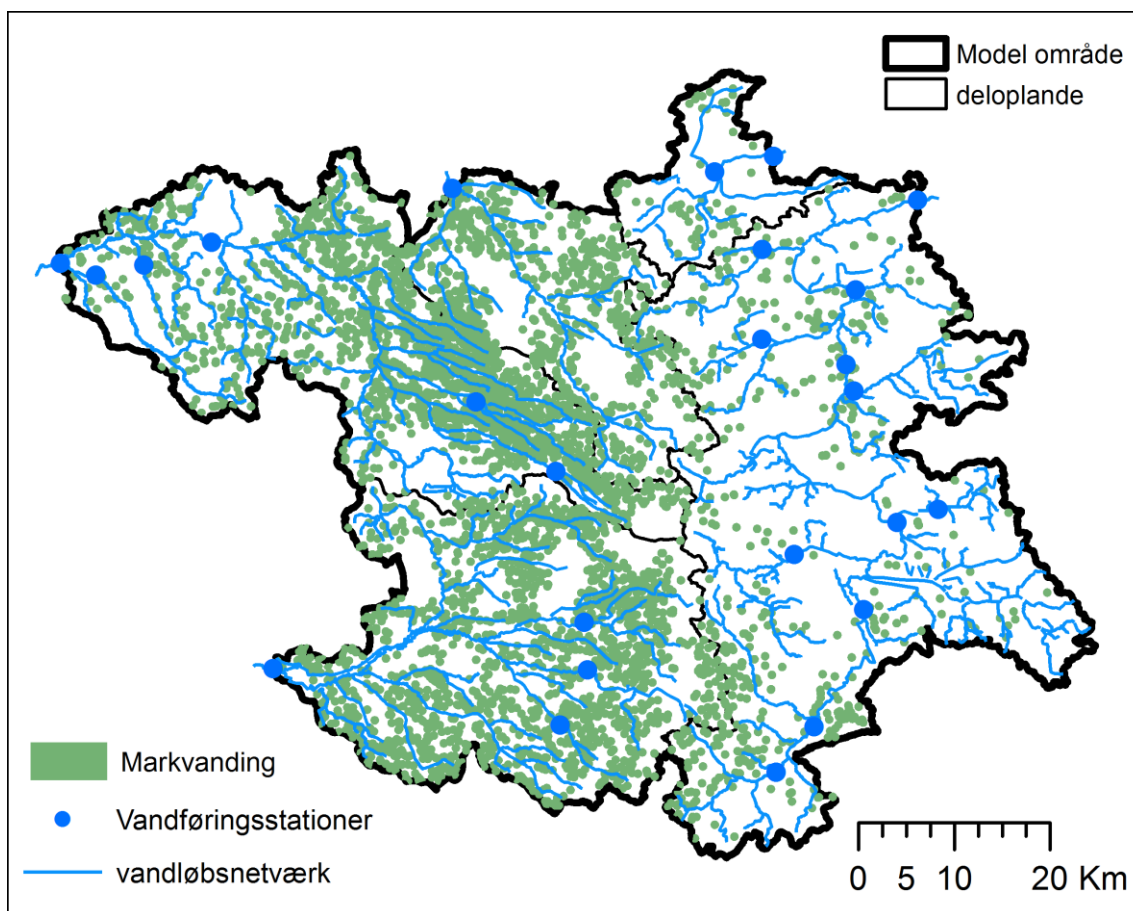 Model område
deloplande
Markvanding
Vandføringsstationer
vandløbsnetværk
0 5 10 20 Km